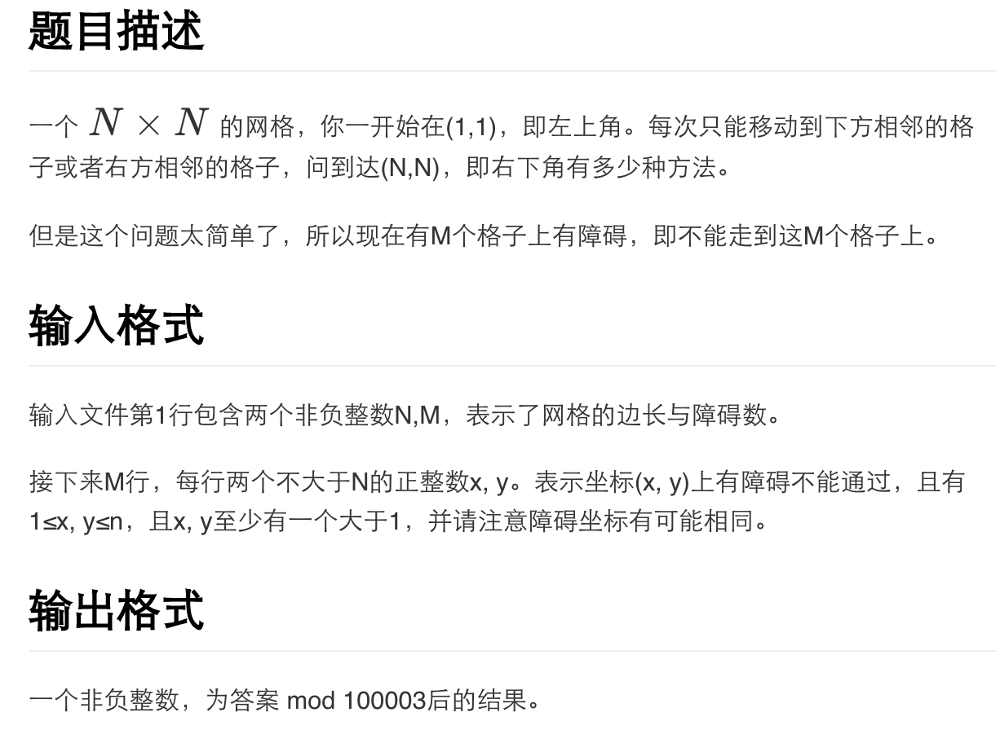 题目描述
一个 N × N 的网格，你一开始在(1,1)，即左上角。每次只能移动到下方相邻的格
子或者右方相邻的格子，问到达(N,N)，即右下角有多少种方法。
但是这个问题太简单了，所以现在有M个格子上有障碍，即不能走到这M个格子上。
输入格式
输入文件第1行包含两个非负整数N,M，表示了网格的边长与障碍数。
接下来M行，每行两个不大于N的正整数x, y。表示坐标(x, y)上有障碍不能通过，且有
1≤x, y≤n，且x, y至少有一个大于1，并请注意障碍坐标有可能相同。
输出格式
一个非负整数，为答案 mod 100003后的结果。